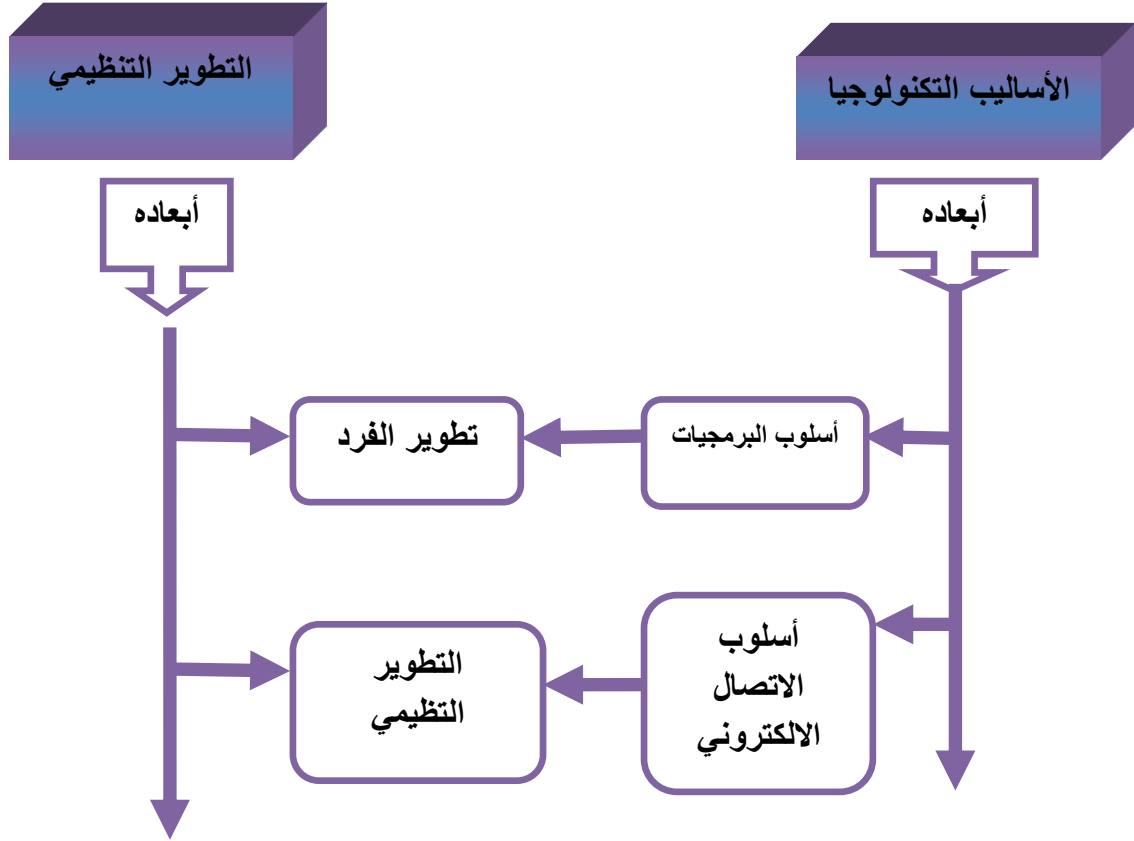 الأساليب التكنولوجيا
التطوير التنظيمي
أبعاده
أبعاده
أسلوب البرمجيات
تطوير الفرد
أسلوب
الاتصال
الالكتروني
التطوير
التظيمي